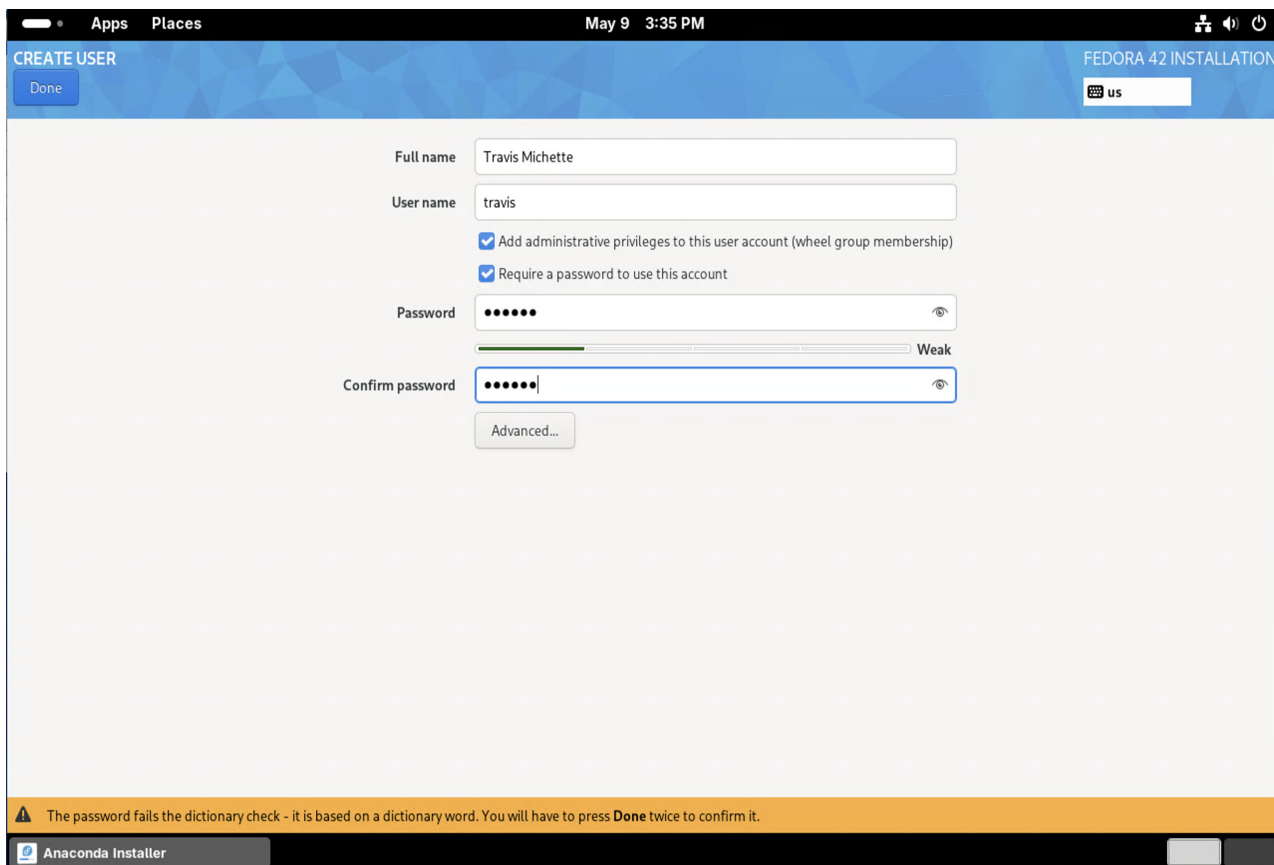 Apps Places May 9 3:35 PM
CREATE USER FEDORA 42 INSTALLATION
Done us
Full name Travis Michette
User name travis
Add administrative privileges to this user account (wheel group membership)
Require a password to use this account
Password ••••••
Weak
Confirm password ••••••
Advanced...
The password fails the dictionary check - it is based on a dictionary word. You will have to press Done twice to confirm it.
Anaconda Installer